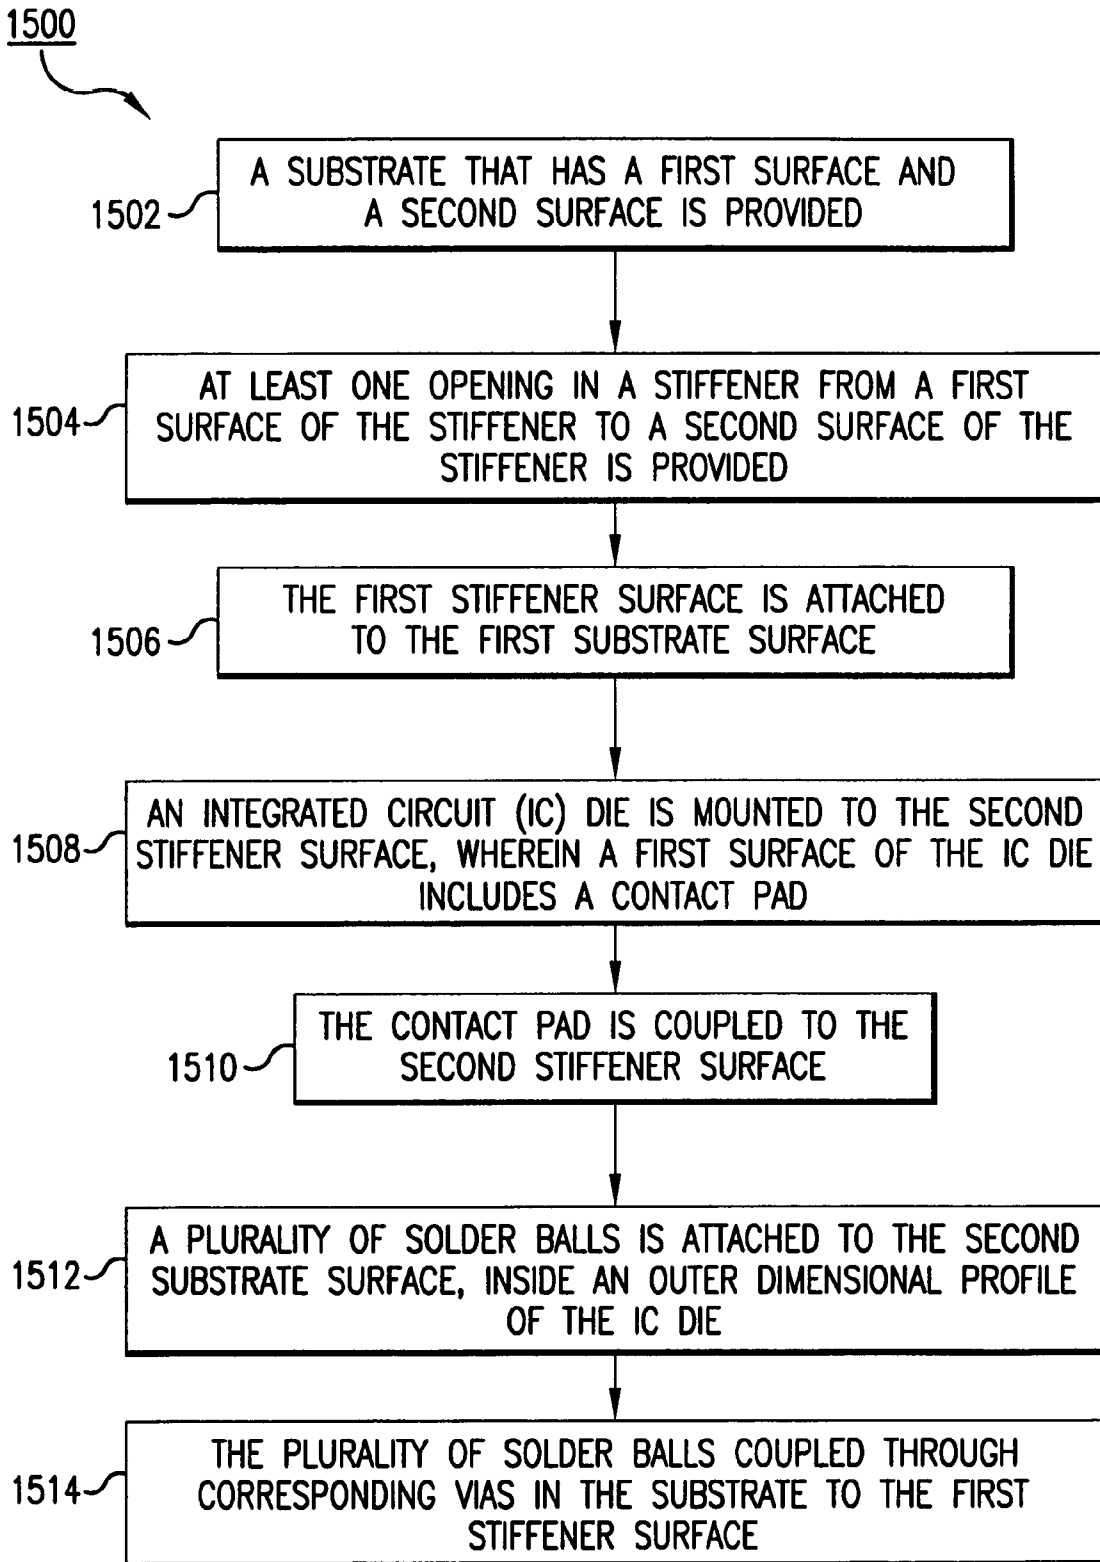 1500
A SUBSTRATE THAT HAS A FIRST SURFACE AND
A SECOND SURFACE IS PROVIDED
1502
AT LEAST ONE OPENING IN A STIFFENER FROM A FIRST
SURFACE OF THE STIFFENER TO A SECOND SURFACE OF THE
STIFFENER IS PROVIDED
1504
THE FIRST STIFFENER SURFACE IS ATTACHED
TO THE FIRST SUBSTRATE SURFACE
1506
AN INTEGRATED CIRCUIT (IC) DIE IS MOUNTED TO THE SECOND
STIFFENER SURFACE, WHEREIN A FIRST SURFACE OF THE IC DIE
INCLUDES A CONTACT PAD
1508
THE CONTACT PAD IS COUPLED TO THE
SECOND STIFFENER SURFACE
1510
A PLURALITY OF SOLDER BALLS IS ATTACHED TO THE SECOND
SUBSTRATE SURFACE, INSIDE AN OUTER DIMENSIONAL PROFILE
OF THE IC DIE
1512
THE PLURALITY OF SOLDER BALLS COUPLED THROUGH
CORRESPONDING VIAS IN THE SUBSTRATE TO THE FIRST
STIFFENER SURFACE
1514